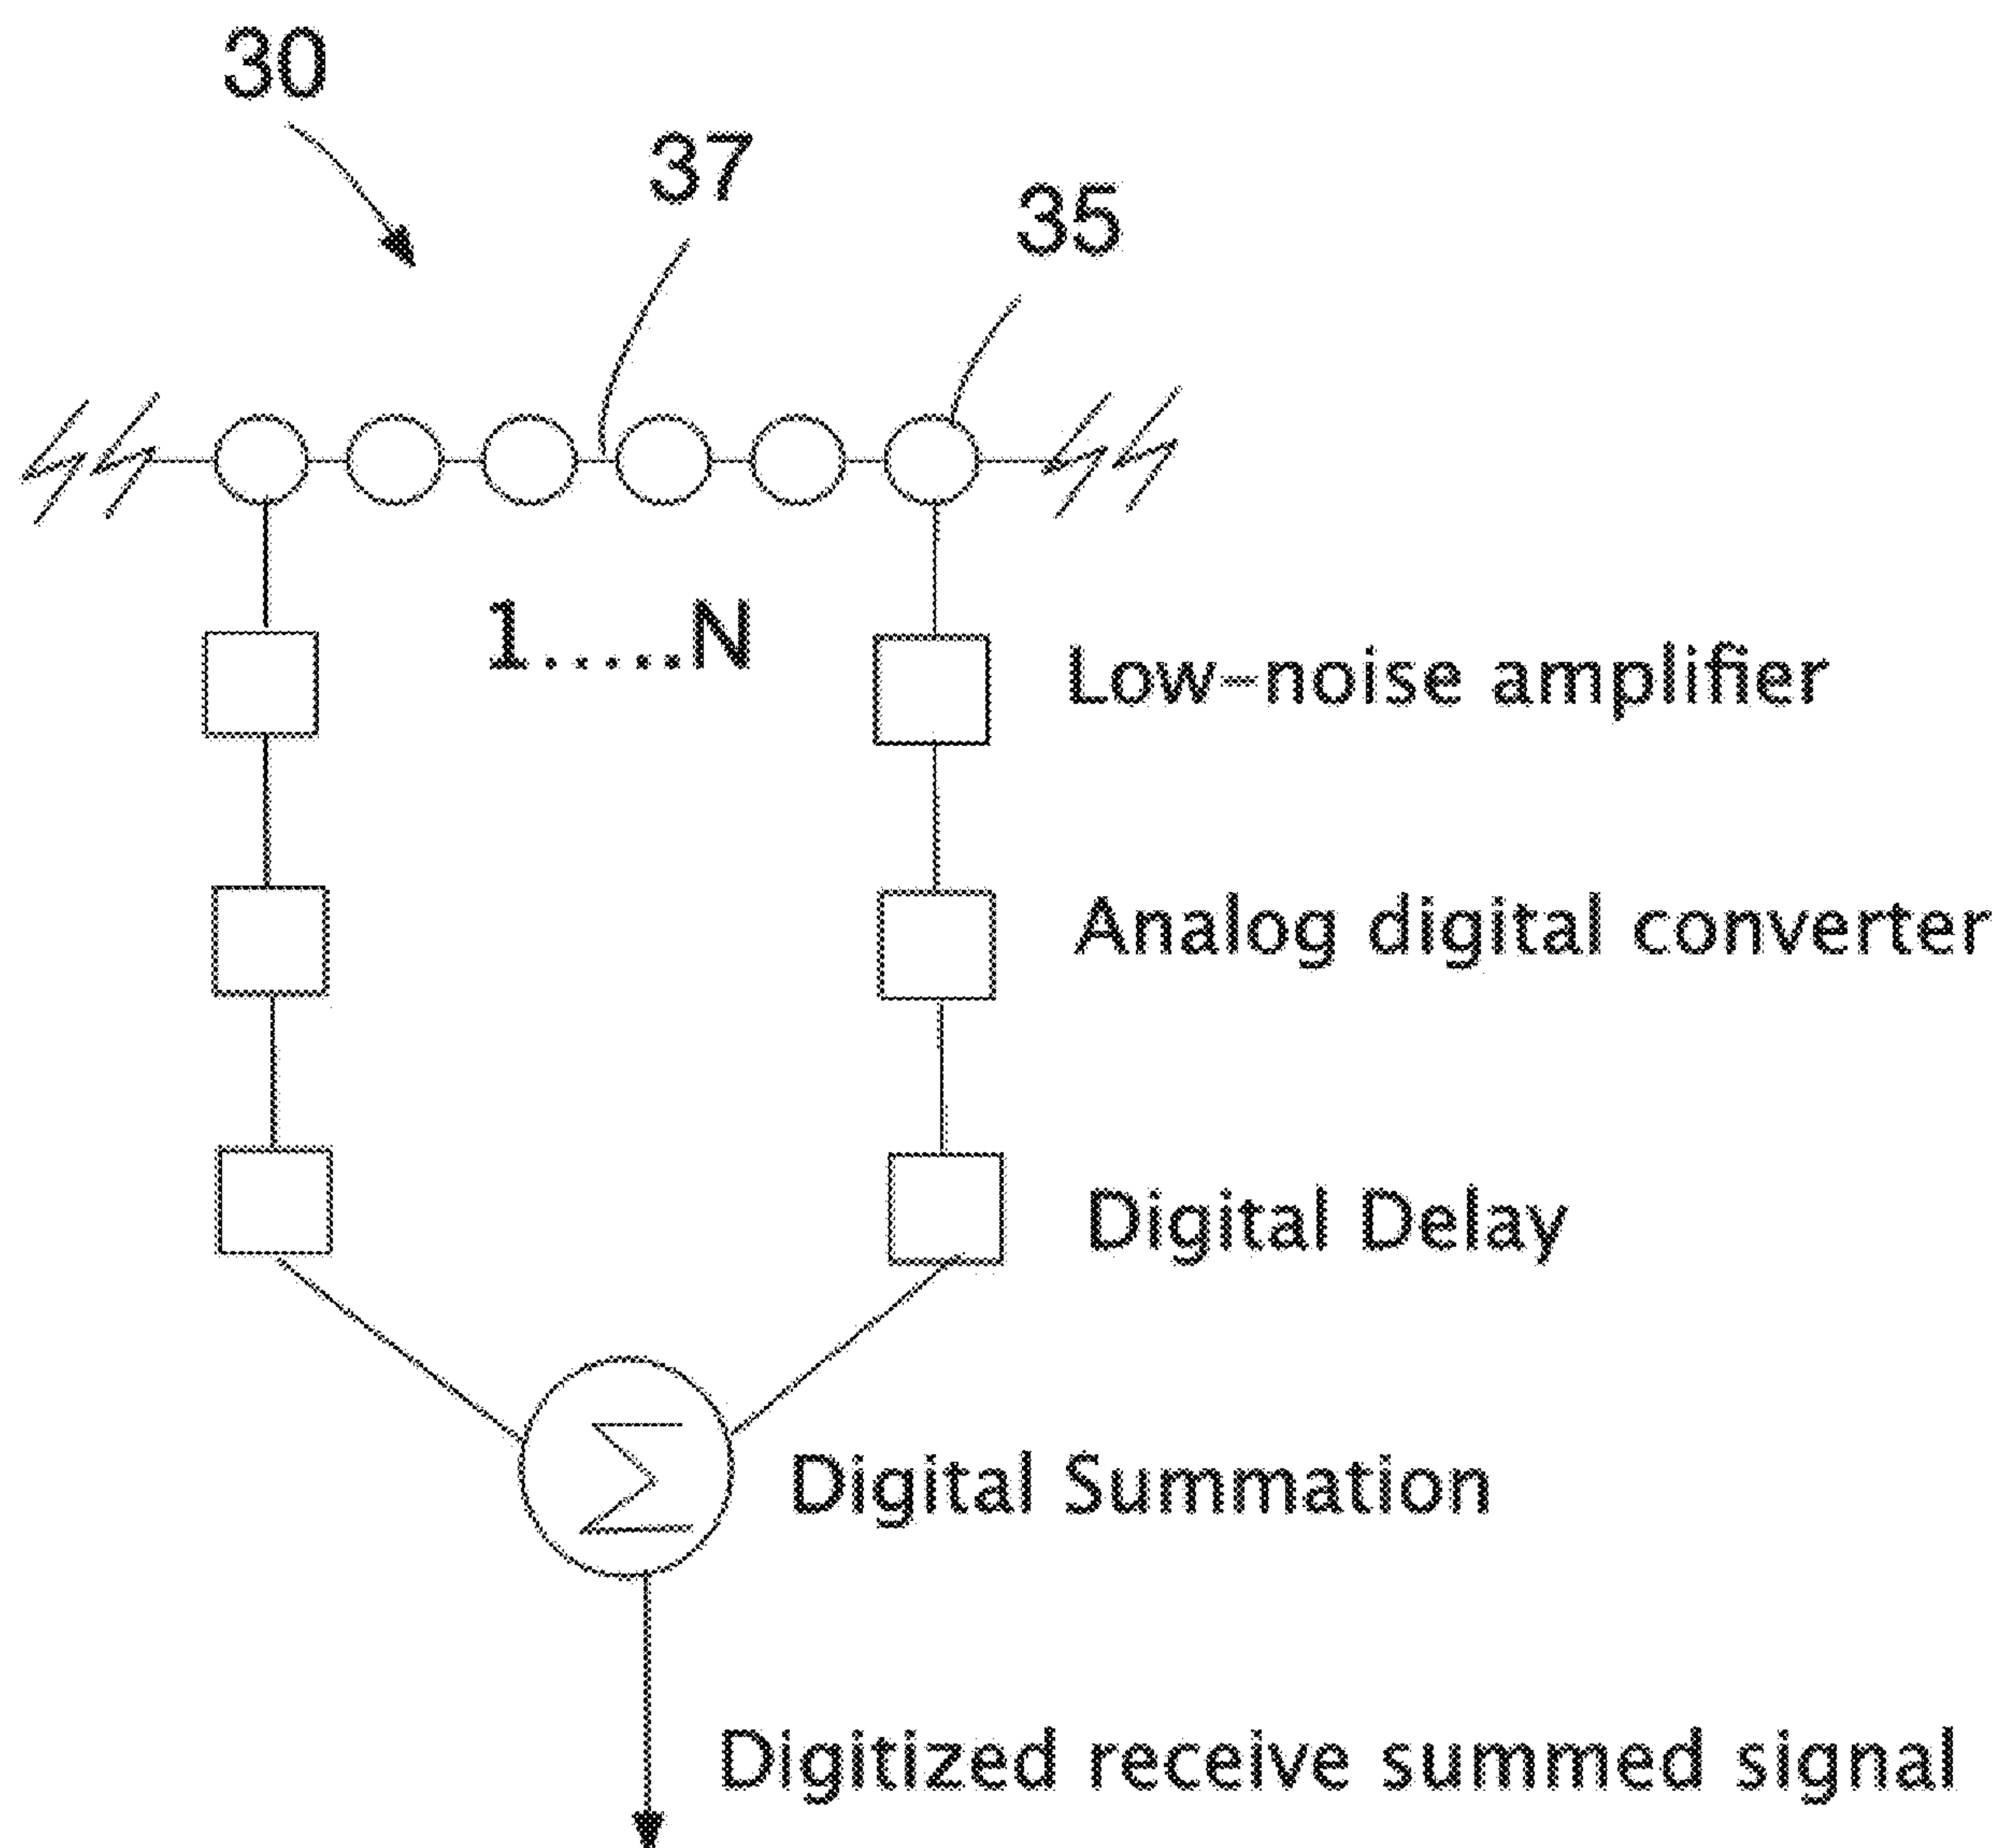 30
37
35
1.....N
Low-noise amplifier
Analog digital converter
Digital Delay
Σ
Digital Summation
Digitized receive summed signal